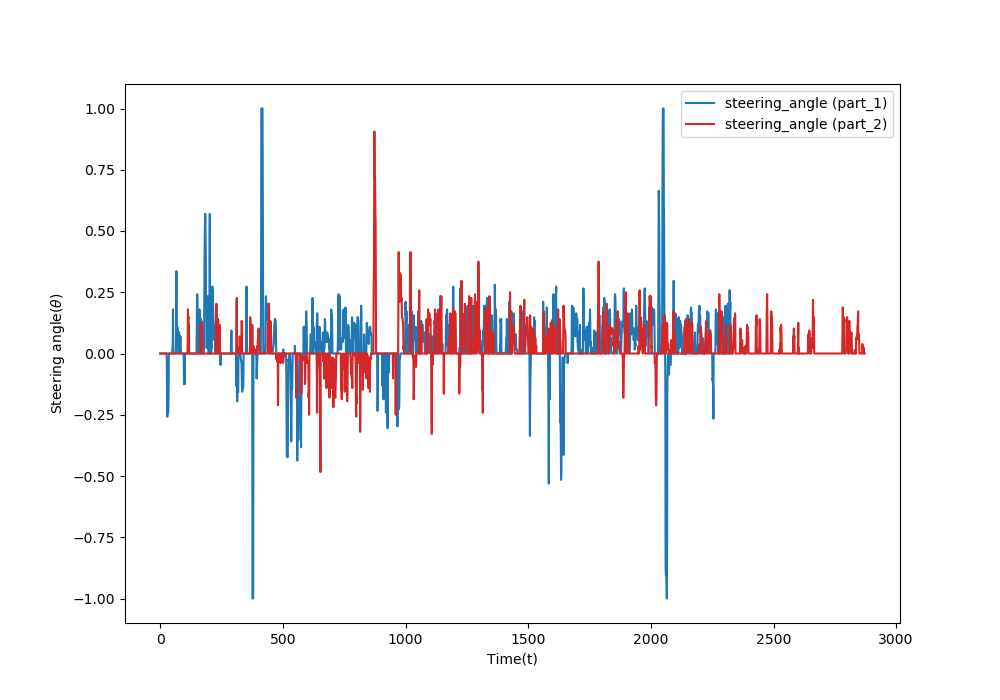 steering_angle (part_1)
steering_angle (part_2)
1.00
0.75
0.50
0.25
0.00
−0.25
−0.50
−0.75
−1.00
Steering angle(θ)
0 500 1000 1500 2000 2500 3000
Time(t)